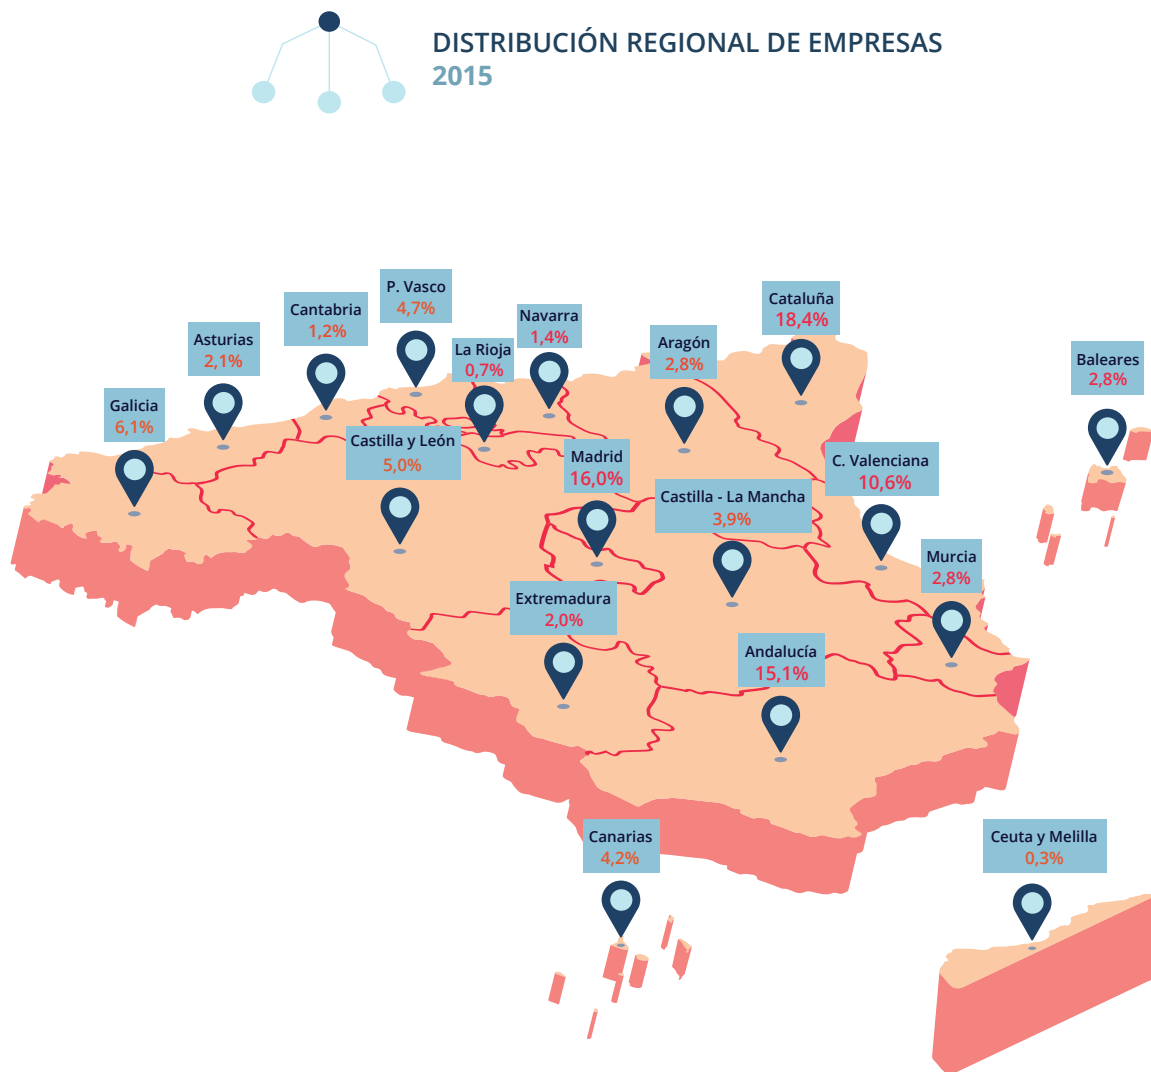 DISTRIBUCIÓN REGIONAL DE EMPRESAS
2015
P. Vasco
4,7%
Cantabria
1,2%
Cataluña
18,4%
Navarra
1,4%
Asturias
2,1%
La Rioja
0,7%
Aragón
2,8%
Baleares
2,8%
Galicia
6,1%
Castilla y León
5,0%
Madrid
16,0%
C. Valenciana
10,6%
Castilla - La Mancha
3,9%
Murcia
2,8%
Extremadura
2,0%
Andalucía
15,1%
Canarias
4,2%
Ceuta y Melilla
0,3%